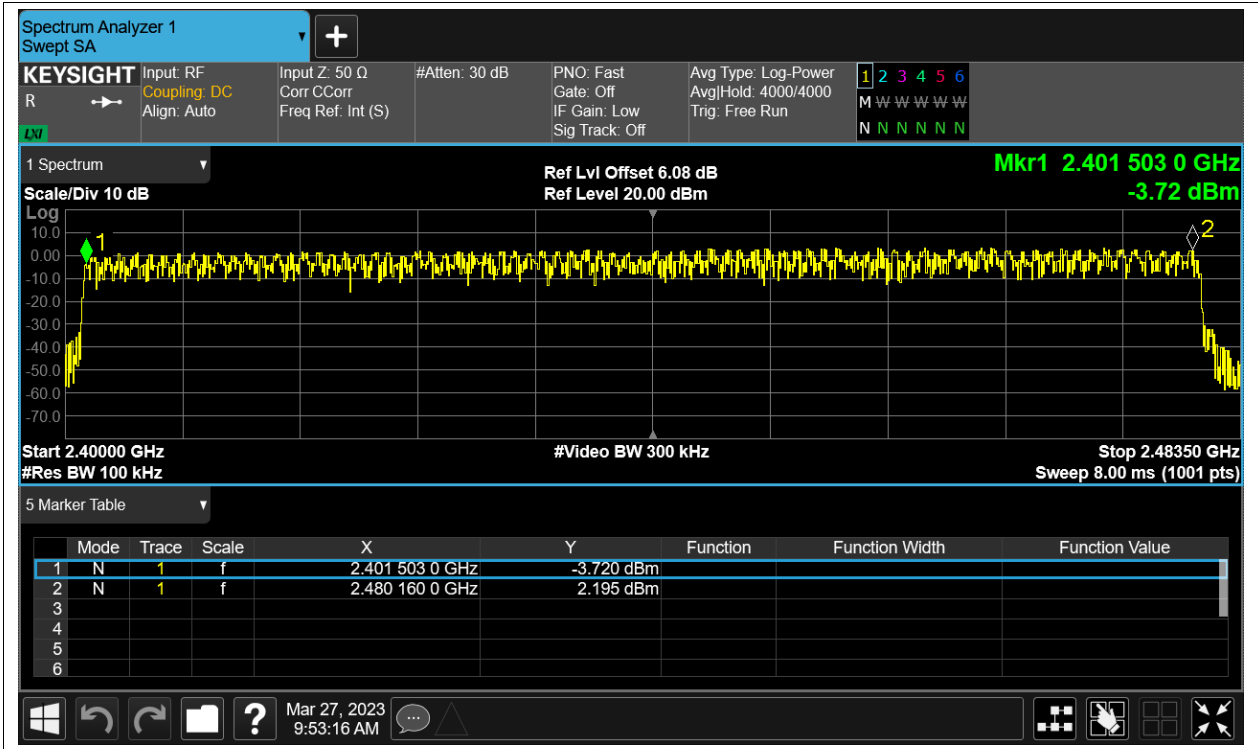 Spectrum Analyzer 1
Swept SA
KEYSIGHT
R
LXI
Input: RF
Coupling: DC
Align: Auto
Input Z: 50 Ω
Corr CCorr
Freq Ref: Int (S)
#Atten: 30 dB
PNO: Fast
Gate: Off
IF Gain: Low
Sig Track: Off
Avg Type: Log-Power
Avg|Hold: 4000/4000
Trig: Free Run
1 2 3 4 5 6
M W W W W W
N N N N N N
1 Spectrum
Scale/Div 10 dB
Ref Lvl Offset 6.08 dB
Ref Level 20.00 dBm
Mkr1 2.401 503 0 GHz
-3.72 dBm
Log
10.0
0.00
-10.0
-20.0
-30.0
-40.0
-50.0
-60.0
-70.0
1
2
Start 2.40000 GHz
#Res BW 100 kHz
#Video BW 300 kHz
Stop 2.48350 GHz
Sweep 8.00 ms (1001 pts)
5 Marker Table
Mode Trace Scale X Y Function Function Width Function Value
1 N 1 f 2.401 503 0 GHz -3.720 dBm
2 N 1 f 2.480 160 0 GHz 2.195 dBm
3
4
5
6
?
Mar 27, 2023
9:53:16 AM